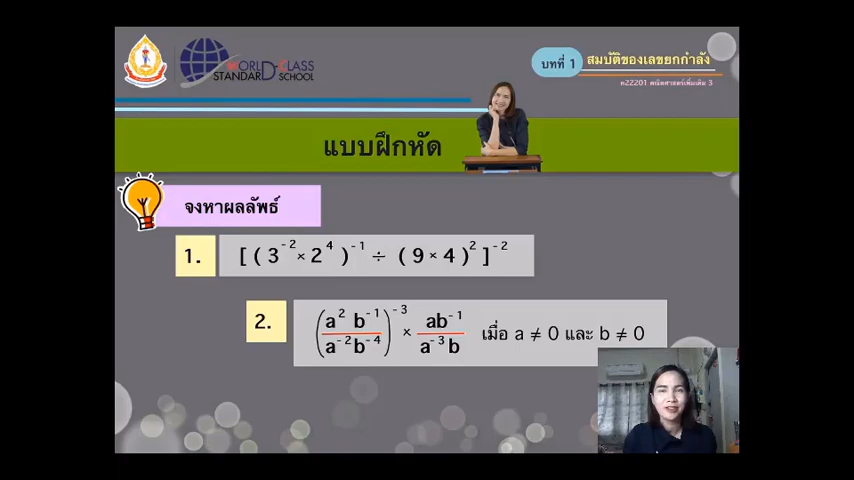 WORLD-CLASS
STANDARD SCHOOL
บทที่ 1
สมบัติของเลขยกกำลัง
ค22201 คณิตศาสตร์เพิ่มเติม 3
แบบฝึกหัด
จงหาผลลัพธ์
1. [ ( 3⁻² × 2⁴ )⁻¹ ÷ ( 9 × 4 )² ]⁻²
2. (a² b⁻¹ / a⁻² b⁻⁴)⁻³ × ab⁻¹ / a⁻³ b เมื่อ a ≠ 0 และ b ≠ 0